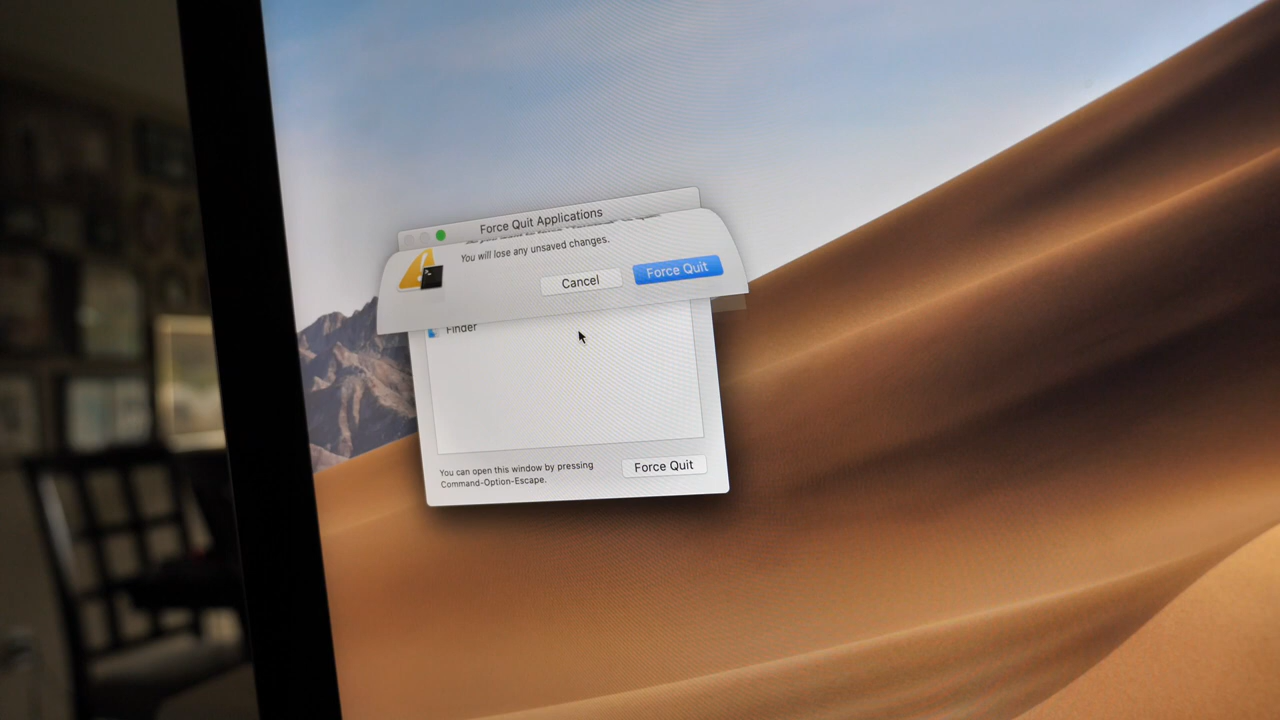 Force Quit Applications
You will lose any unsaved changes.
Cancel
Force Quit
Finder
You can open this window by pressing
Command-Option-Escape.
Force Quit